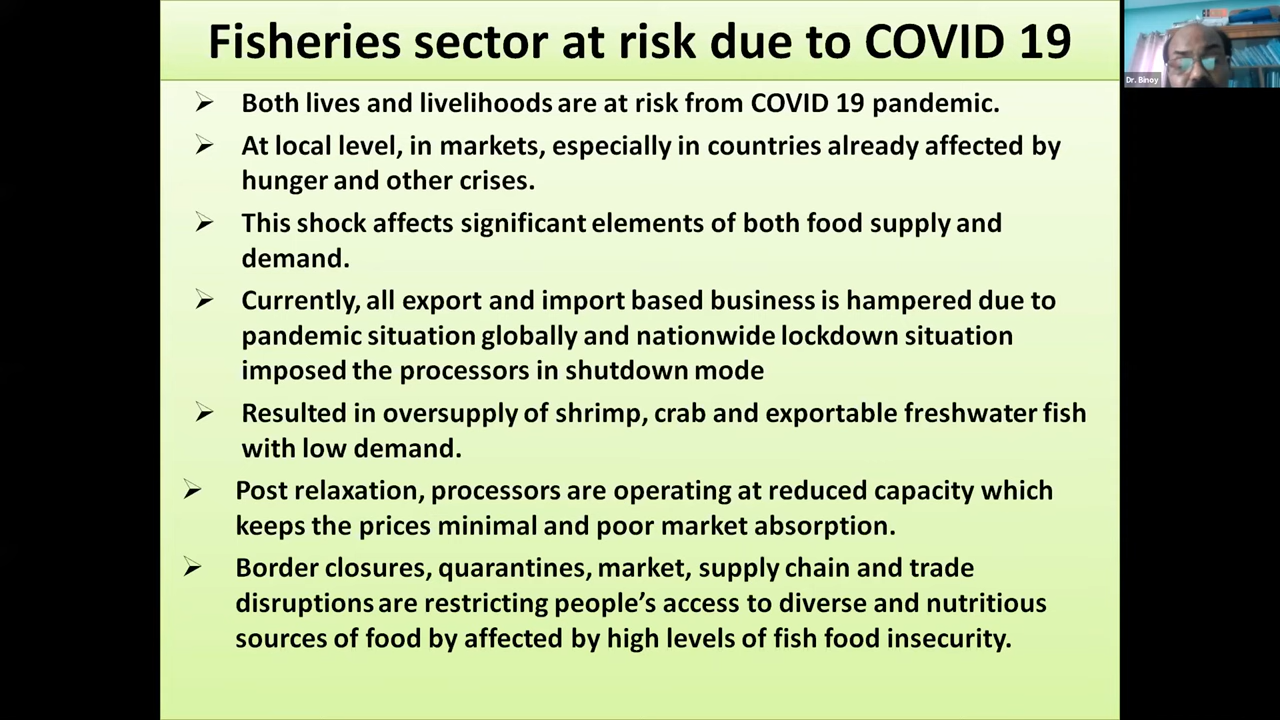 Fisheries sector at risk due to COVID 19
Dr. Binoy
➢ Both lives and livelihoods are at risk from COVID 19 pandemic.
➢ At local level, in markets, especially in countries already affected by
hunger and other crises.
➢ This shock affects significant elements of both food supply and
demand.
➢ Currently, all export and import based business is hampered due to
pandemic situation globally and nationwide lockdown situation
imposed the processors in shutdown mode
➢ Resulted in oversupply of shrimp, crab and exportable freshwater fish
with low demand.
➢ Post relaxation, processors are operating at reduced capacity which
keeps the prices minimal and poor market absorption.
➢ Border closures, quarantines, market, supply chain and trade
disruptions are restricting people’s access to diverse and nutritious
sources of food by affected by high levels of fish food insecurity.